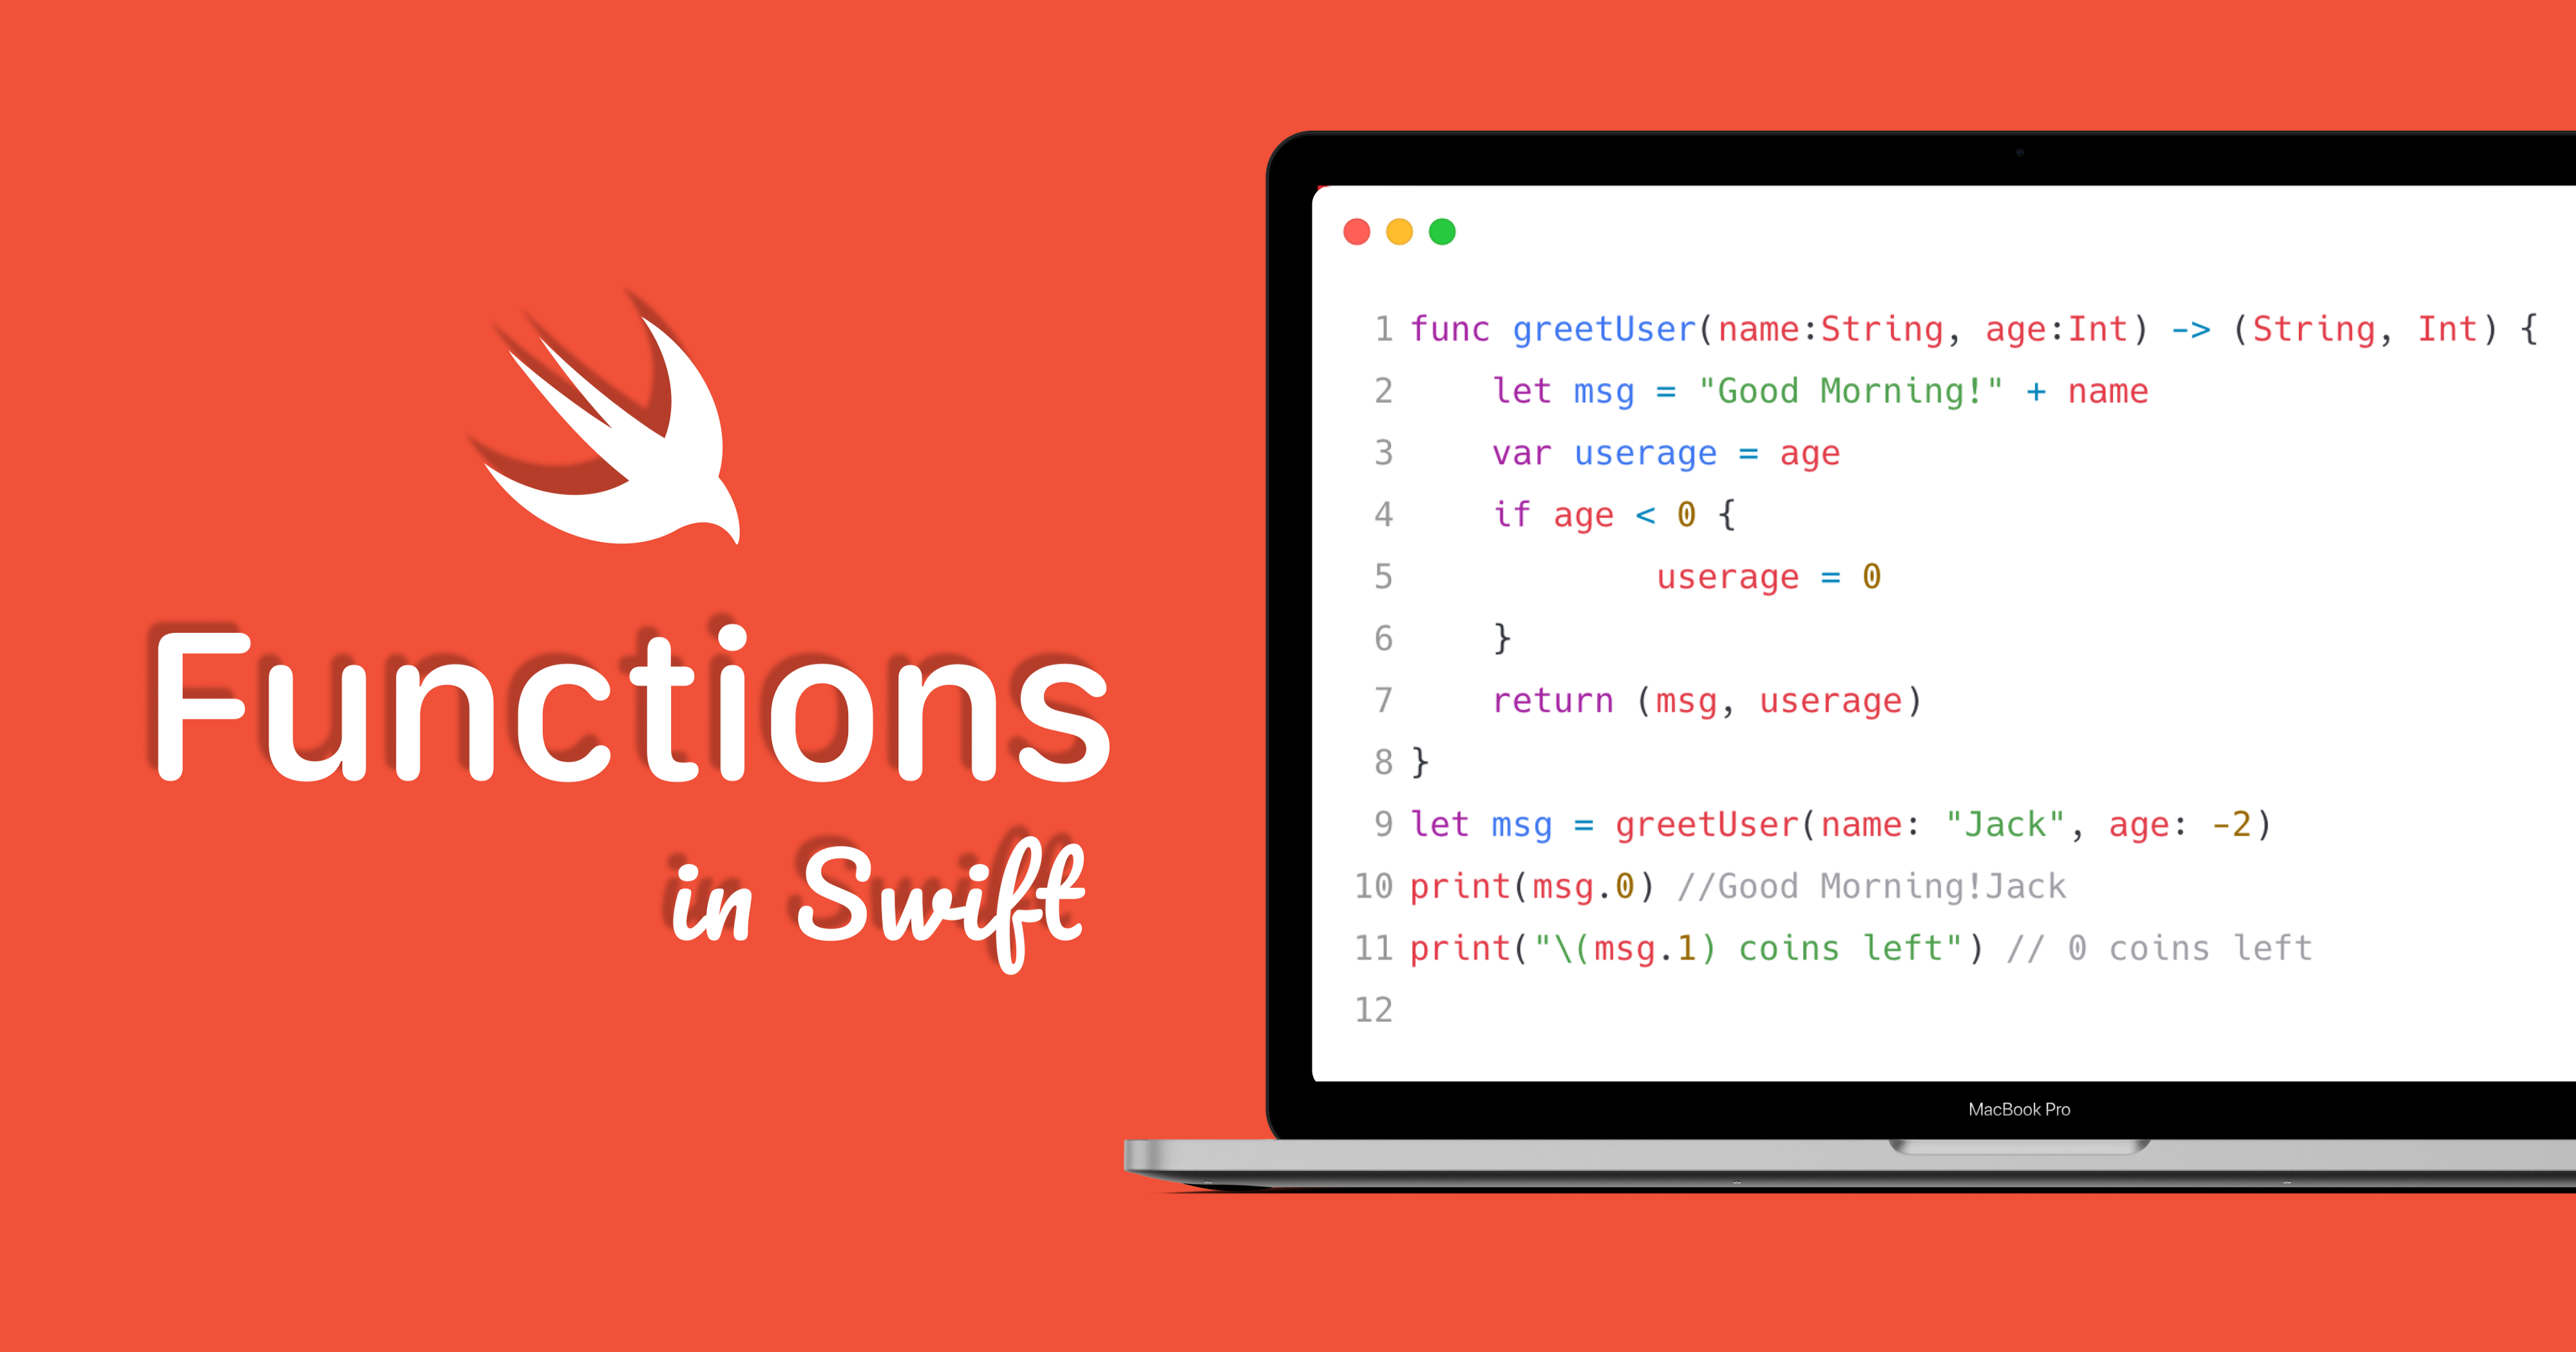 Functions
in Swift
1 func greetUser(name:String, age:Int) -> (String, Int) {
2     let msg = "Good Morning!" + name
3     var userage = age
4     if age < 0 {
5             userage = 0
6     }
7     return (msg, userage)
8 }
9 let msg = greetUser(name: "Jack", age: -2)
10 print(msg.0) //Good Morning!Jack
11 print("\(msg.1) coins left") // 0 coins left
12
MacBook Pro